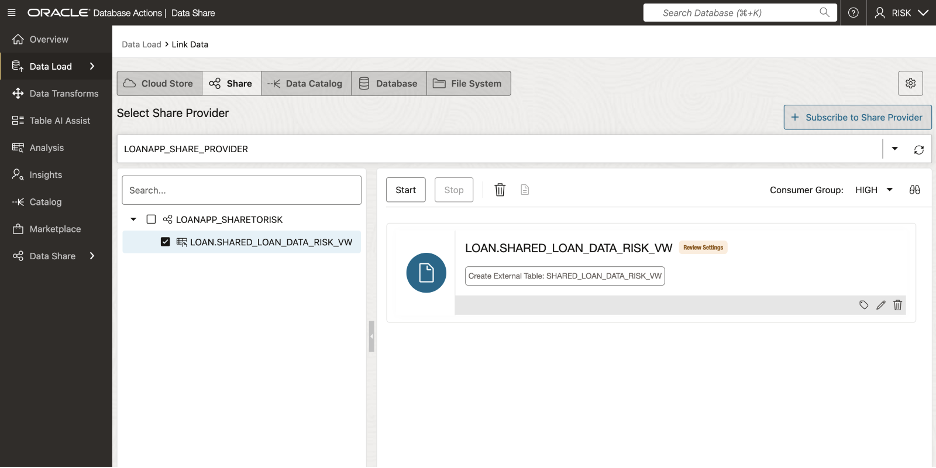 ORACLE Database Actions | Data Share
Search Database (⌘+K)
RISK
Overview
Data Load
Data Transforms
Table AI Assist
Analysis
Insights
Catalog
Marketplace
Data Share
Data Load > Link Data
Cloud Store
Share
Data Catalog
Database
File System
Select Share Provider
+ Subscribe to Share Provider
LOANAPP_SHARE_PROVIDER
Search...
LOANAPP_SHARETORISK
LOAN.SHARED_LOAN_DATA_RISK_VW
Start
Stop
Consumer Group: HIGH
LOAN.SHARED_LOAN_DATA_RISK_VW Review Settings
Create External Table: SHARED_LOAN_DATA_RISK_VW